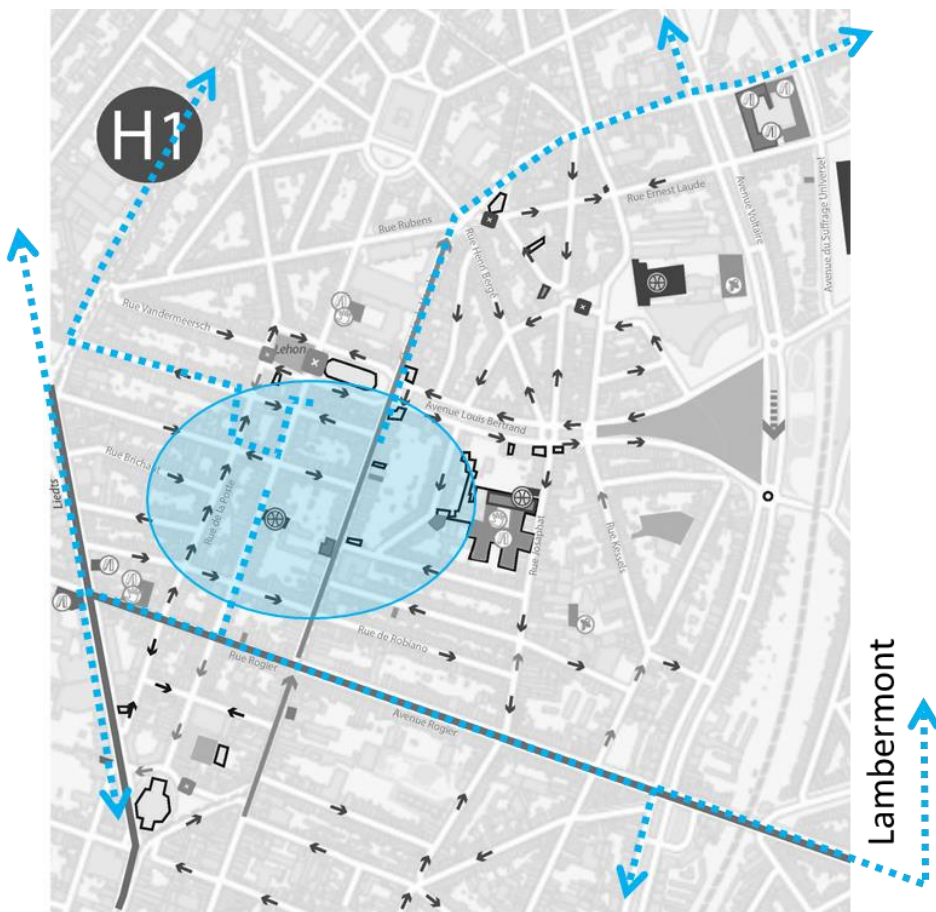 H1
Rue Ernest Laude
Avenue Voltaire
Avenue du Suffrage Universel
Rue Rubens
Rue Henri Bergé
Rue Vandermeersch
Lehon
Avenue Louis Bertrand
Rue Brichaut
Liedts
Rue de la Poste
Rue Josaphat
Rue Kessels
Rue de Robiano
Rue Rogier
Avenue Rogier
Lambermont